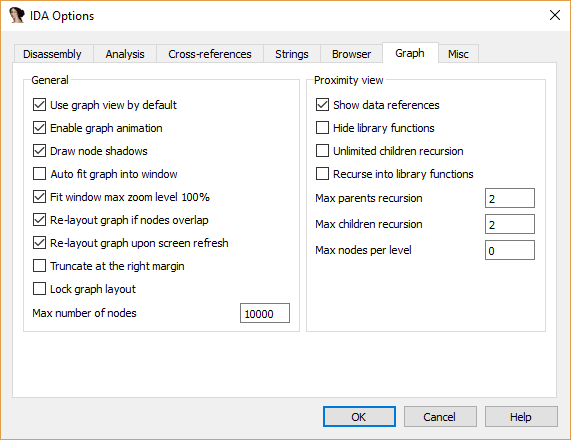 IDA Options
Disassembly Analysis Cross-references Strings Browser Graph Misc
General
Use graph view by default
Enable graph animation
Draw node shadows
Auto fit graph into window
Fit window max zoom level 100%
Re-layout graph if nodes overlap
Re-layout graph upon screen refresh
Truncate at the right margin
Lock graph layout
Max number of nodes 10000
Proximity view
Show data references
Hide library functions
Unlimited children recursion
Recurse into library functions
Max parents recursion 2
Max children recursion 2
Max nodes per level 0
OK Cancel Help